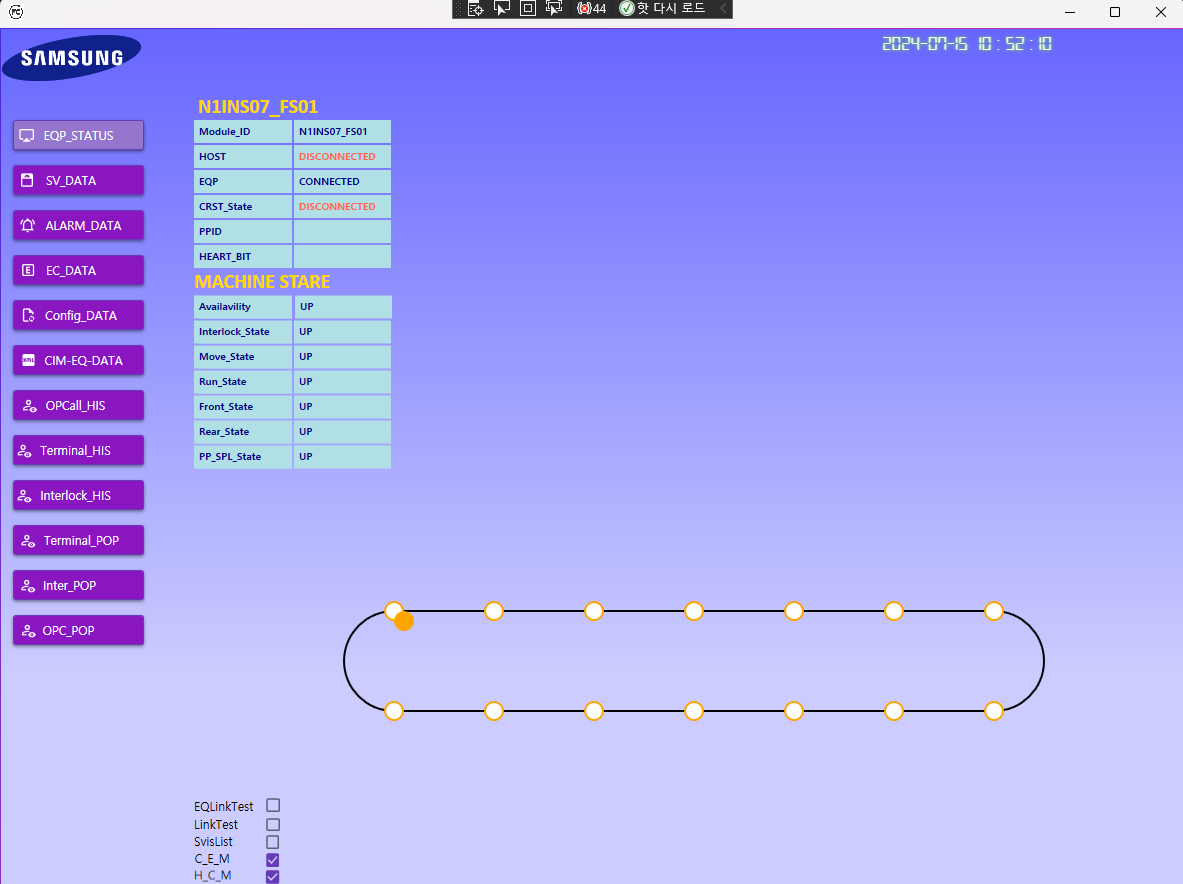 44 핫 다시 로드
SAMSUNG
2024-07-15 10:52:10
N1INS07_FS01
Module_ID N1INS07_FS01
HOST DISCONNECTED
EQP CONNECTED
CRST_State DISCONNECTED
PPID
HEART_BIT
MACHINE STARE
Availavility UP
Interlock_State UP
Move_State UP
Run_State UP
Front_State UP
Rear_State UP
PP_SPL_State UP
EQP_STATUS
SV_DATA
ALARM_DATA
EC_DATA
Config_DATA
CIM-EQ-DATA
OPCall_HIS
Terminal_HIS
Interlock_HIS
Terminal_POP
Inter_POP
OPC_POP
EQLinkTest
LinkTest
SvisList
C_E_M
H_C_M